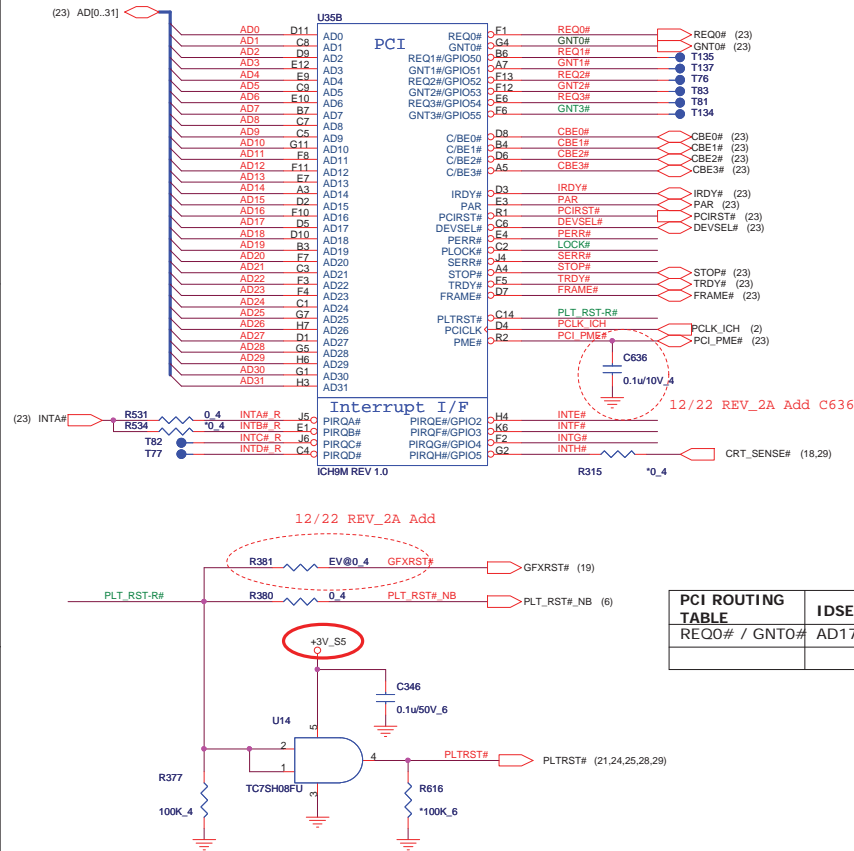 (23) AD[0..31]
U35B
PCI
AD0 D11 AD0
AD1 C8 AD1
AD2 D9 AD2
AD3 E12 AD3
AD4 E9 AD4
AD5 C9 AD5
AD6 E10 AD6
AD7 B7 AD7
AD8 C7 AD8
AD9 C5 AD9
AD10 G11 AD10
AD11 F8 AD11
AD12 F11 AD12
AD13 E7 AD13
AD14 A3 AD14
AD15 D2 AD15
AD16 F10 AD16
AD17 D5 AD17
AD18 D10 AD18
AD19 B3 AD19
AD20 F7 AD20
AD21 C3 AD21
AD22 F3 AD22
AD23 F4 AD23
AD24 C1 AD24
AD25 G7 AD25
AD26 H7 AD26
AD27 D1 AD27
AD28 G5 AD28
AD29 H6 AD29
AD30 G1 AD30
AD31 H3 AD31
REQ0# F1 REQ0# REQ0# (23)
GNT0# G4 GNT0# GNT0# (23)
REQ1#/GPIO50 B6 REQ1# T135
GNT1#/GPIO51 A7 GNT1# T137
REQ2#/GPIO52 F13 REQ2# T76
GNT2#/GPIO53 F12 GNT2# T83
REQ3#/GPIO54 E6 REQ3# T81
GNT3#/GPIO55 F6 GNT3# T134
C/BE0# D8 CBE0# CBE0# (23)
C/BE1# B4 CBE1# CBE1# (23)
C/BE2# D6 CBE2# CBE2# (23)
C/BE3# A5 CBE3# CBE3# (23)
IRDY# D3 IRDY# IRDY# (23)
PAR E3 PAR PAR (23)
PCIRST# R1 PCIRST# PCIRST# (23)
DEVSEL# C6 DEVSEL# DEVSEL# (23)
PERR# E4 PERR#
PLOCK# C2 LOCK#
SERR# J4 SERR#
STOP# A4 STOP# STOP# (23)
TRDY# F5 TRDY# TRDY# (23)
FRAME# D7 FRAME# FRAME# (23)
PLTRST# C14 PLT_RST-R#
PCICLK D4 PCLK_ICH PCLK_ICH (2)
PME# R2 PCI_PME# PCI_PME# (23)
C636
0.1u/10V_4
12/22 REV_2A Add C636
Interrupt I/F
(23) INTA# R531 0_4 INTA#_R J5 PIRQA#
R534 *0_4 INTB#_R E1 PIRQB#
T82 INTC#_R J6 PIRQC#
T77 INTD#_R C4 PIRQD#
PIRQE#/GPIO2 H4 INTE#
PIRQF#/GPIO3 K6 INTF#
PIRQG#/GPIO4 F2 INTG#
PIRQH#/GPIO5 G2 INTH# R315 *0_4 CRT_SENSE# (18,29)
ICH9M REV 1.0
12/22 REV_2A Add
R381 EV@0_4 GFXRST# GFXRST# (19)
PLT_RST-R# R380 0_4 PLT_RST#_NB PLT_RST#_NB (6)
PCI ROUTING TABLE IDSE
REQ0# / GNT0# AD17
+3V_S5
C346
0.1u/50V_6
U14
5
2
1
4
3
TC7SH08FU
PLTRST# PLTRST# (21,24,25,28,29)
R377
100K_4
R616
*100K_6